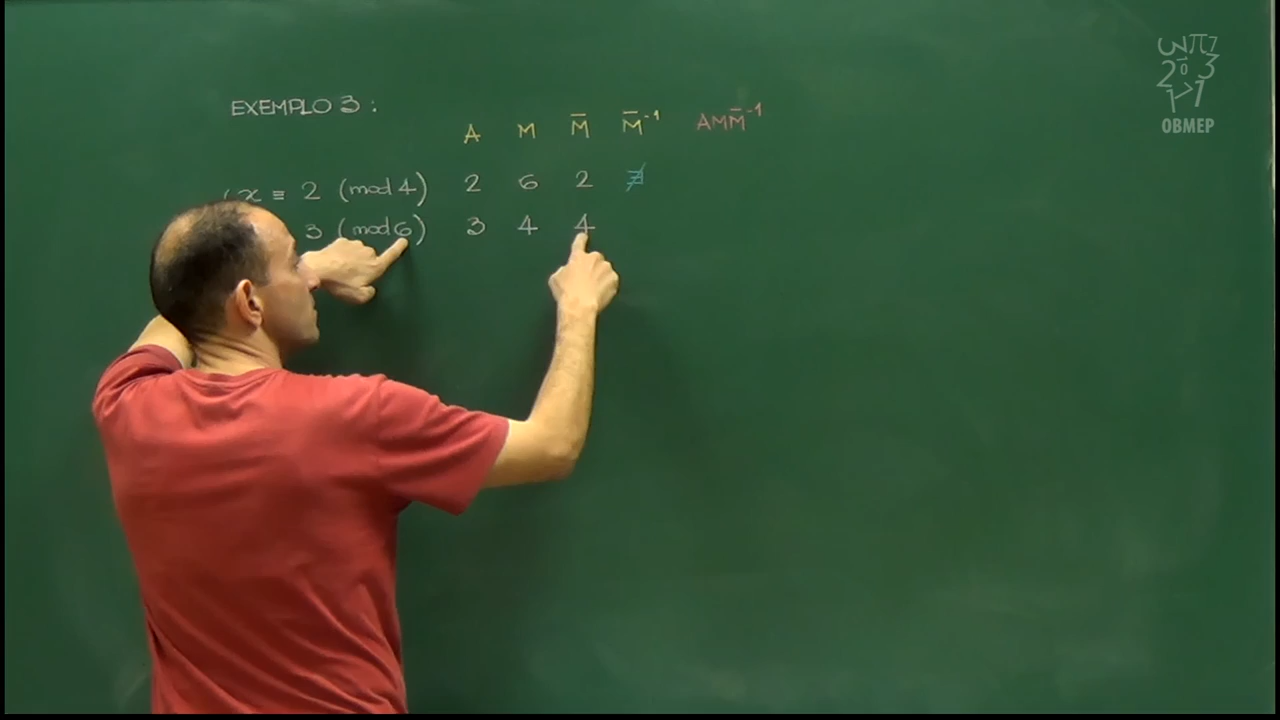 EXEMPLO 3 :
A M M̄ M̄⁻¹ AMM̄⁻¹
x ≡ 2 (mod 4) 2 6 2 ∄
3 (mod 6) 3 4 4
OBMEP